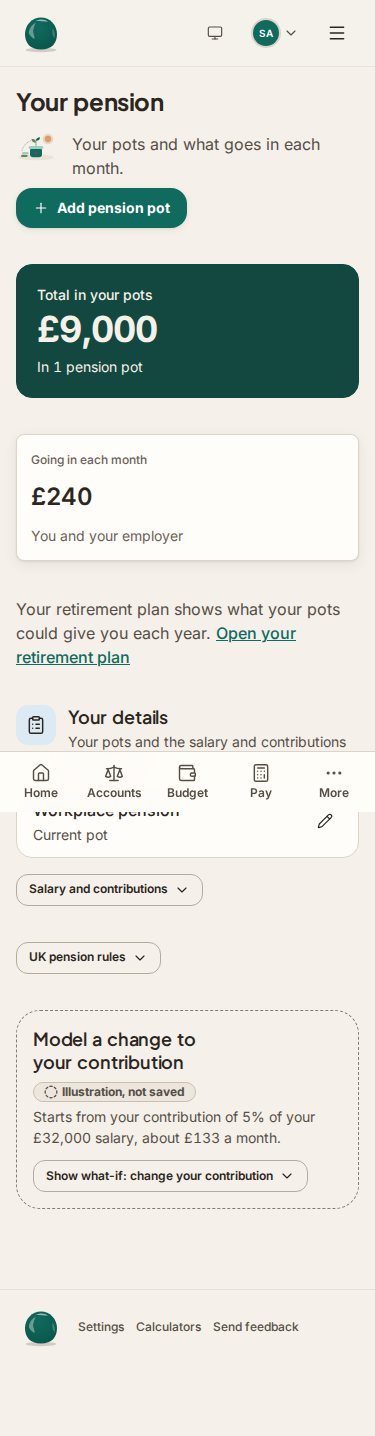 SA
Your pension
Your pots and what goes in each
month.
Add pension pot
Total in your pots
£9,000
In 1 pension pot
Going in each month
£240
You and your employer
Your retirement plan shows what your pots
could give you each year. Open your
retirement plan
Your details
Your pots and the salary and contributions
Home Accounts Budget Pay More
Workplace pension
Current pot
Salary and contributions
UK pension rules
Model a change to
your contribution
Illustration, not saved
Starts from your contribution of 5% of your
£32,000 salary, about £133 a month.
Show what-if: change your contribution
Settings Calculators Send feedback